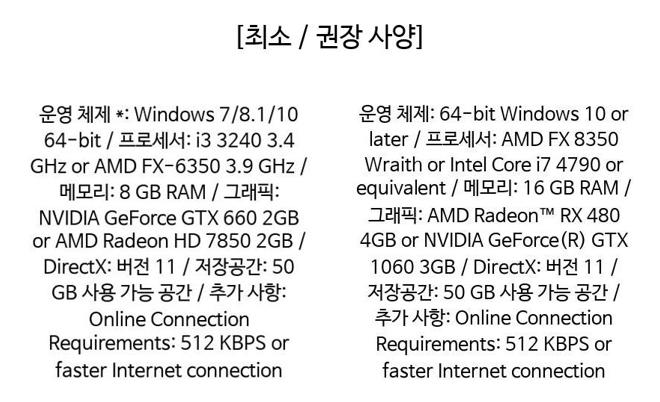 [최소 / 권장 사양]
운영 체제 *: Windows 7/8.1/10
64-bit / 프로세서: i3 3240 3.4
GHz or AMD FX-6350 3.9 GHz /
메모리: 8 GB RAM / 그래픽:
NVIDIA GeForce GTX 660 2GB
or AMD Radeon HD 7850 2GB /
DirectX: 버전 11 / 저장공간: 50
GB 사용 가능 공간 / 추가 사항:
Online Connection
Requirements: 512 KBPS or
faster Internet connection
운영 체제: 64-bit Windows 10 or
later / 프로세서: AMD FX 8350
Wraith or Intel Core i7 4790 or
equivalent / 메모리: 16 GB RAM /
그래픽: AMD Radeon™ RX 480
4GB or NVIDIA GeForce(R) GTX
1060 3GB / DirectX: 버전 11 /
저장공간: 50 GB 사용 가능 공간 /
추가 사항: Online Connection
Requirements: 512 KBPS or
faster Internet connection